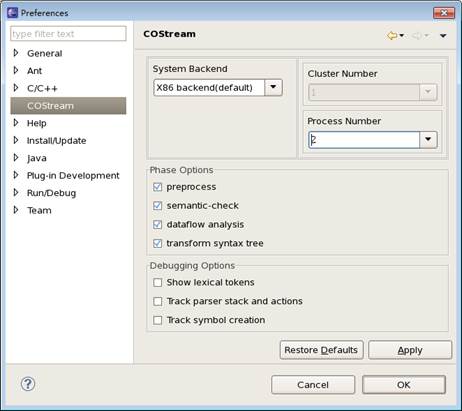 Preferences
type filter text
General
Ant
C/C++
COStream
Help
Install/Update
Java
Plug-in Development
Run/Debug
Team
COStream
System Backend
X86 backend(default)
Cluster Number
1
Process Number
2
Phase Options
preprocess
semantic-check
dataflow analysis
transform syntax tree
Debugging Options
Show lexical tokens
Track parser stack and actions
Track symbol creation
Restore Defaults
Apply
?
Cancel
OK